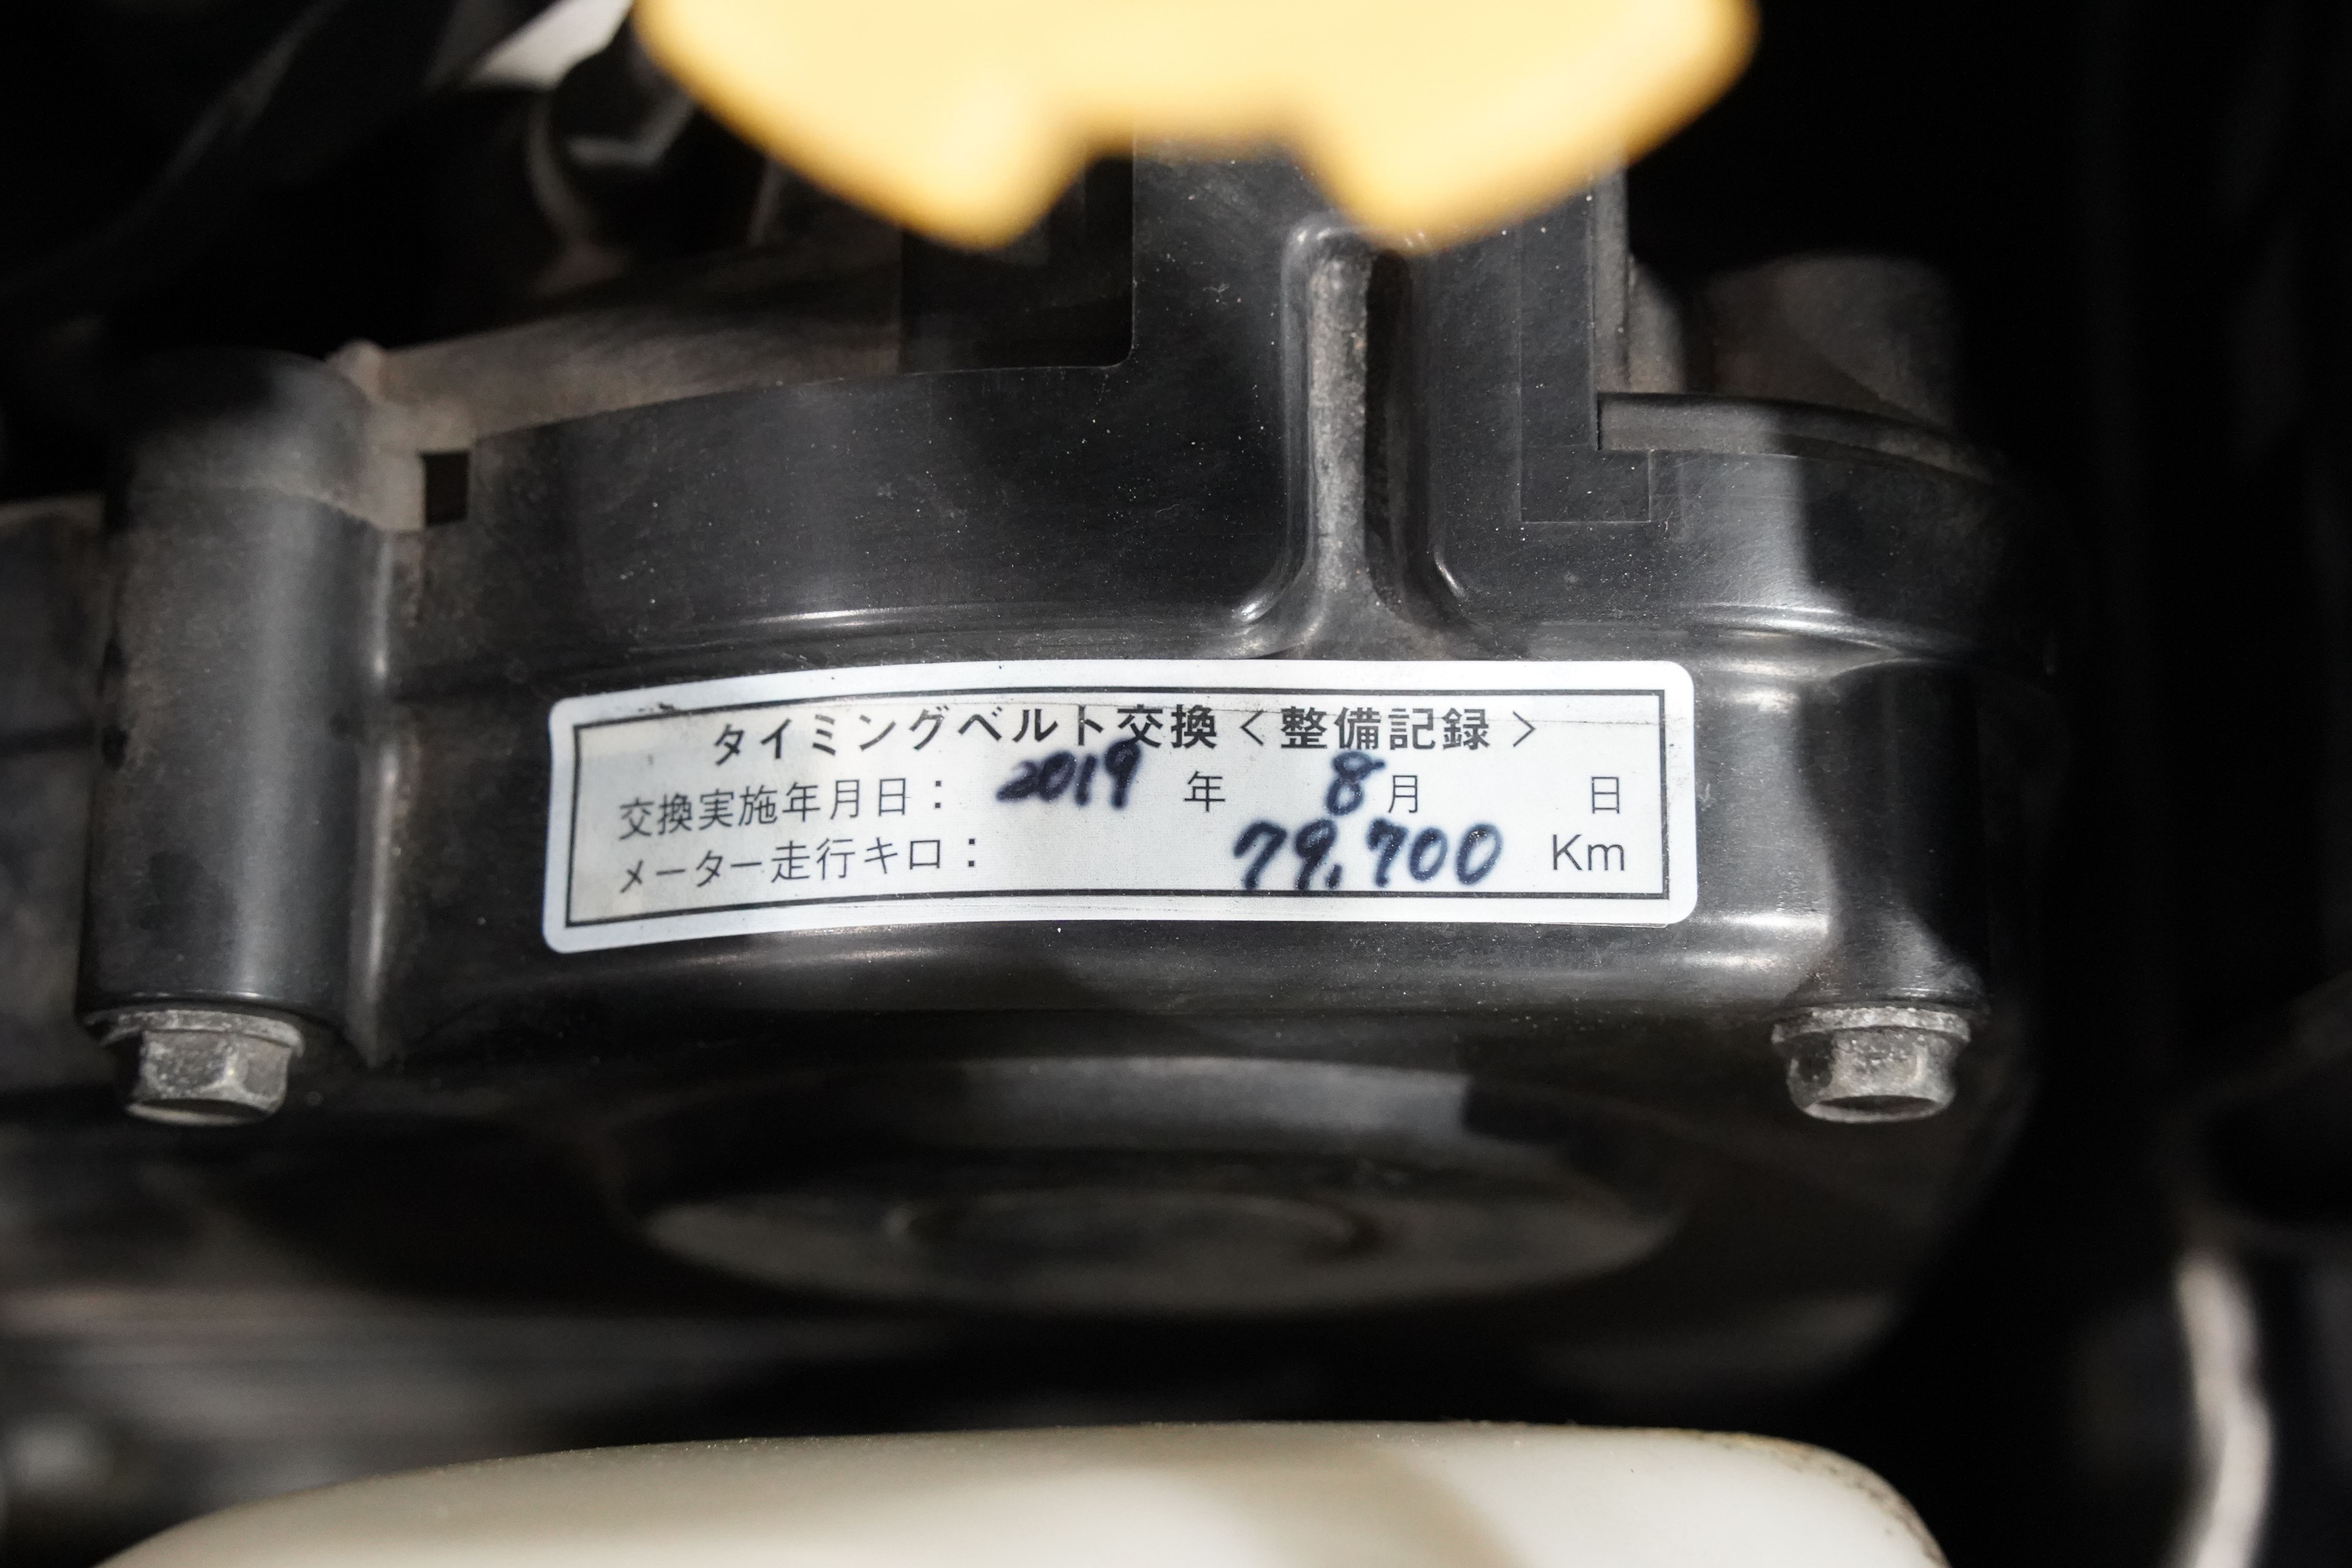 タイミングベルト交換<整備記録>
交換実施年月日: 2019 年 8月 日
メーター走行キロ: 79,700 Km